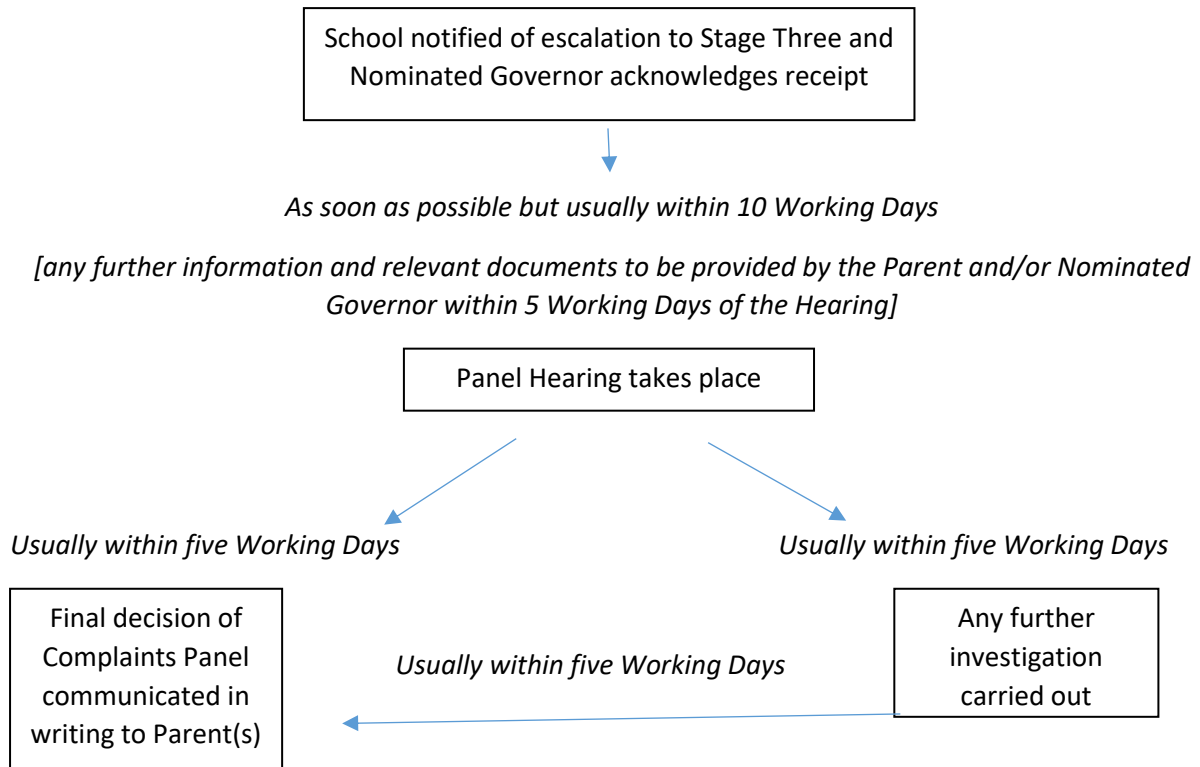 School notified of escalation to Stage Three and
Nominated Governor acknowledges receipt
As soon as possible but usually within 10 Working Days
[any further information and relevant documents to be provided by the Parent and/or Nominated
Governor within 5 Working Days of the Hearing]
Panel Hearing takes place
Usually within five Working Days
Usually within five Working Days
Final decision of
Complaints Panel
communicated in
writing to Parent(s)
Usually within five Working Days
Any further
investigation
carried out